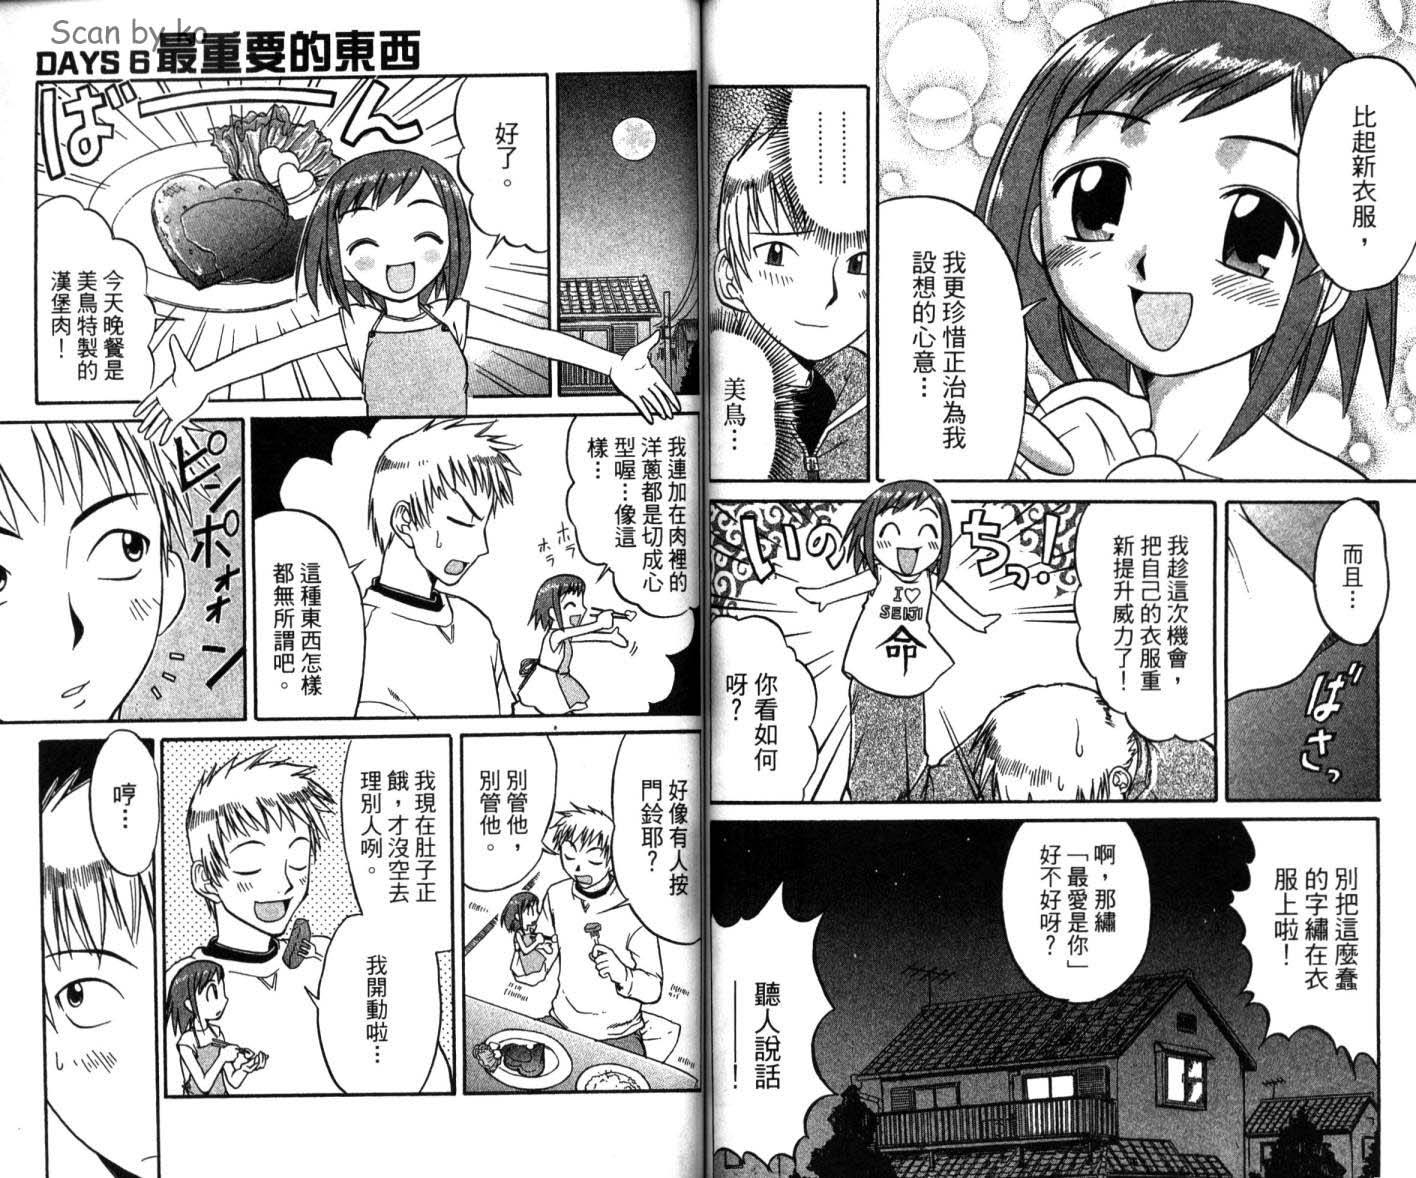 比起新衣服，
我更珍惜正治為我
設想的心意…
………
………
美鳥…
而且…
ばさっ
我趁這次機會，
把自己的衣服重
新提升威力了！
いのちっ！
I♡
SEIJI
命
你看如何
呀？
別把這麼蠢
的字繡在衣
服上啦！
啊，那繡
「最愛是你」
好不好呀？
聽人說話
——！
Scan by ko
DAYS 6 最重要的東西
好了。
ばーーん
今天晚餐是
美鳥特製的
漢堡肉！
我連加在肉裡的
洋蔥都是切成心
型喔…像這
樣…
ホラ
ホラ
這種東西怎樣
都無所謂吧。
ピンポォォン
好像有人按
門鈴耶？
別管他，
別管他。
我現在肚子正
餓，才沒空去
理別人咧。
我開動啦…
哼…